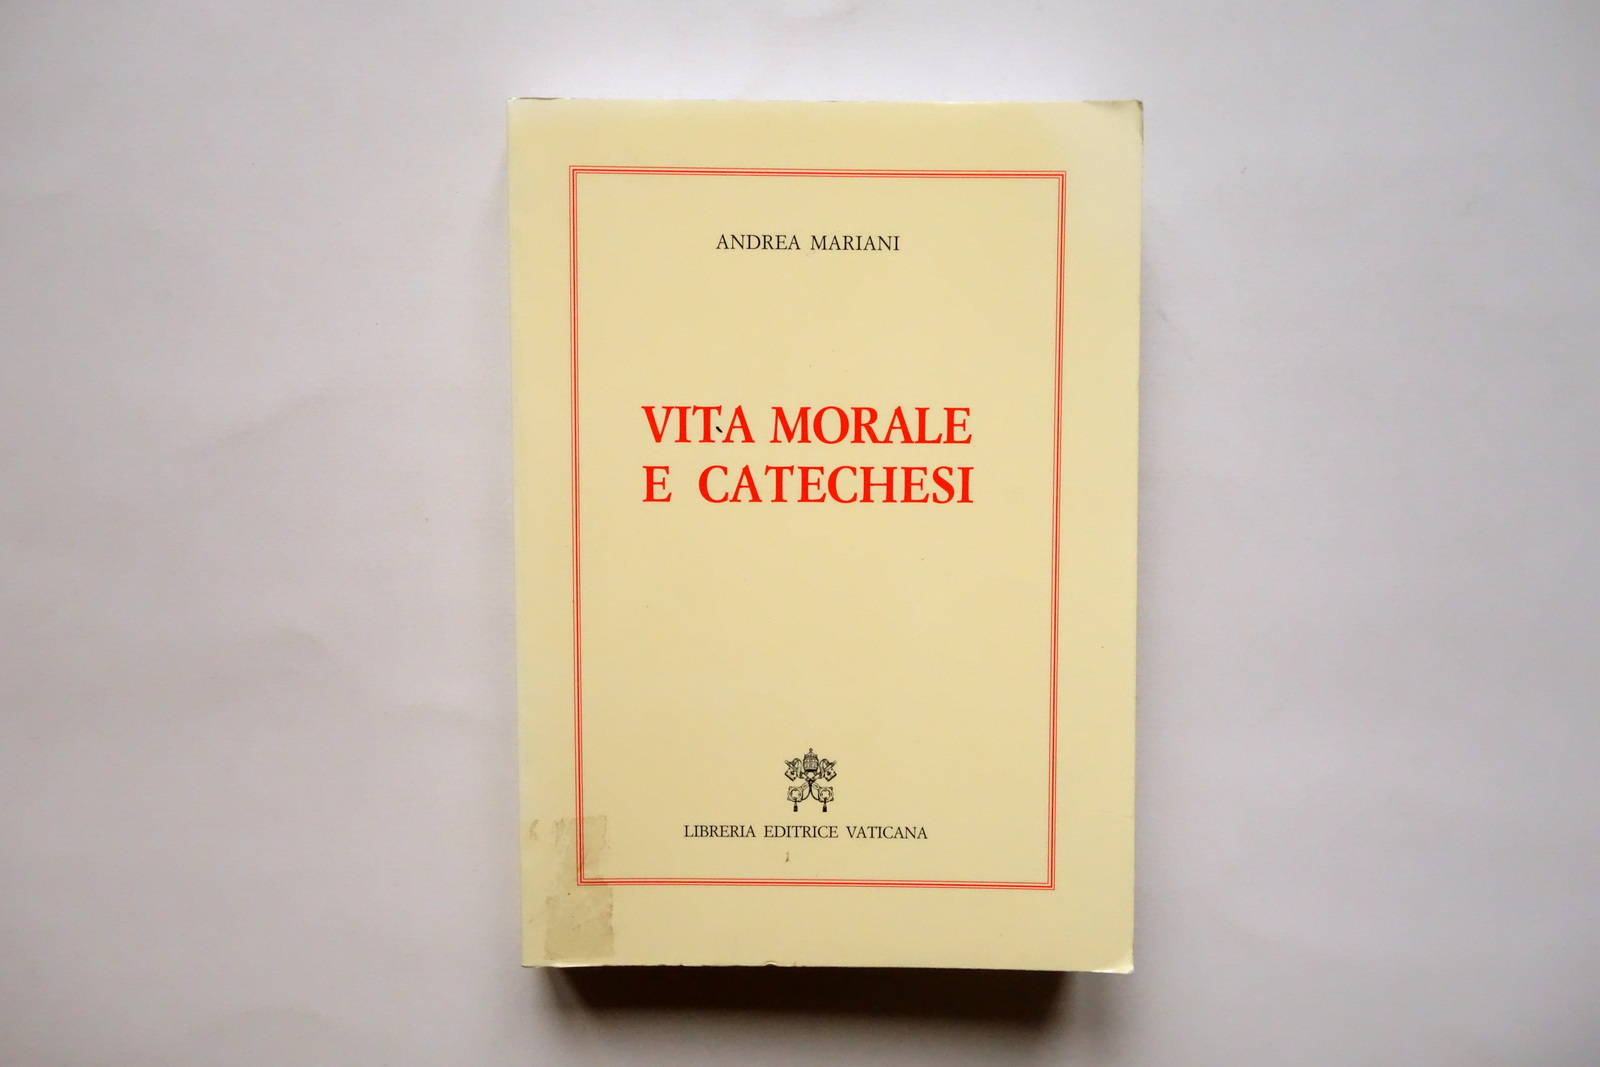 ANDREA MARIANI
VITA MORALE
E CATECHESI
LIBRERIA EDITRICE VATICANA